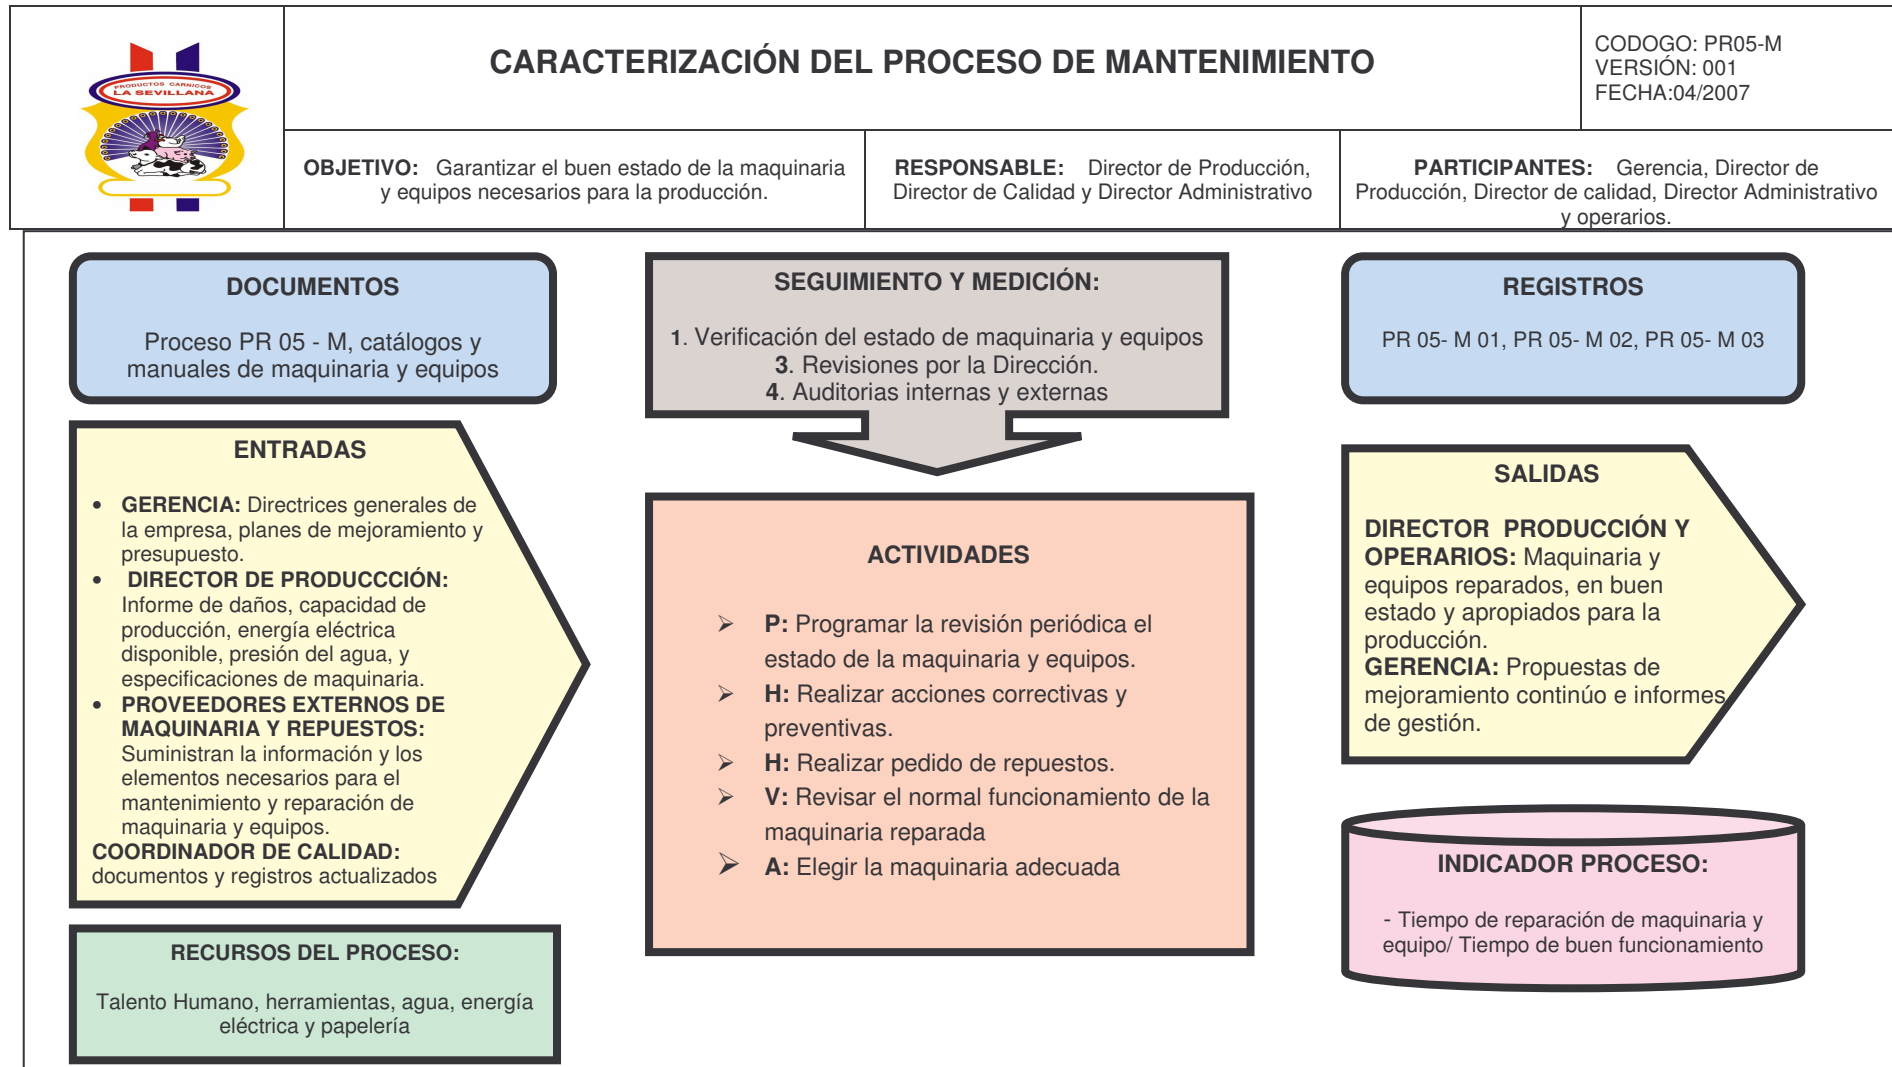 PRODUCTOS CARNICOS
LA SEVILLANA
CARACTERIZACIÓN DEL PROCESO DE MANTENIMIENTO
CODOGO: PR05-M
VERSIÓN: 001
FECHA:04/2007
OBJETIVO: Garantizar el buen estado de la maquinaria
y equipos necesarios para la producción.
RESPONSABLE: Director de Producción,
Director de Calidad y Director Administrativo
PARTICIPANTES: Gerencia, Director de
Producción, Director de calidad, Director Administrativo
y operarios.
DOCUMENTOS
Proceso PR 05 - M, catálogos y
manuales de maquinaria y equipos
SEGUIMIENTO Y MEDICIÓN:
1. Verificación del estado de maquinaria y equipos
3. Revisiones por la Dirección.
4. Auditorias internas y externas
REGISTROS
PR 05- M 01, PR 05- M 02, PR 05- M 03
ENTRADAS
• GERENCIA: Directrices generales de
la empresa, planes de mejoramiento y
presupuesto.
• DIRECTOR DE PRODUCCCIÓN:
Informe de daños, capacidad de
producción, energía eléctrica
disponible, presión del agua, y
especificaciones de maquinaria.
• PROVEEDORES EXTERNOS DE
MAQUINARIA Y REPUESTOS:
Suministran la información y los
elementos necesarios para el
mantenimiento y reparación de
maquinaria y equipos.
COORDINADOR DE CALIDAD:
documentos y registros actualizados
ACTIVIDADES
➢ P: Programar la revisión periódica el
estado de la maquinaria y equipos.
➢ H: Realizar acciones correctivas y
preventivas.
➢ H: Realizar pedido de repuestos.
➢ V: Revisar el normal funcionamiento de la
maquinaria reparada
➢ A: Elegir la maquinaria adecuada
SALIDAS
DIRECTOR PRODUCCIÓN Y
OPERARIOS: Maquinaria y
equipos reparados, en buen
estado y apropiados para la
producción.
GERENCIA: Propuestas de
mejoramiento continúo e informes
de gestión.
INDICADOR PROCESO:
- Tiempo de reparación de maquinaria y
equipo/ Tiempo de buen funcionamiento
RECURSOS DEL PROCESO:
Talento Humano, herramientas, agua, energía
eléctrica y papelería